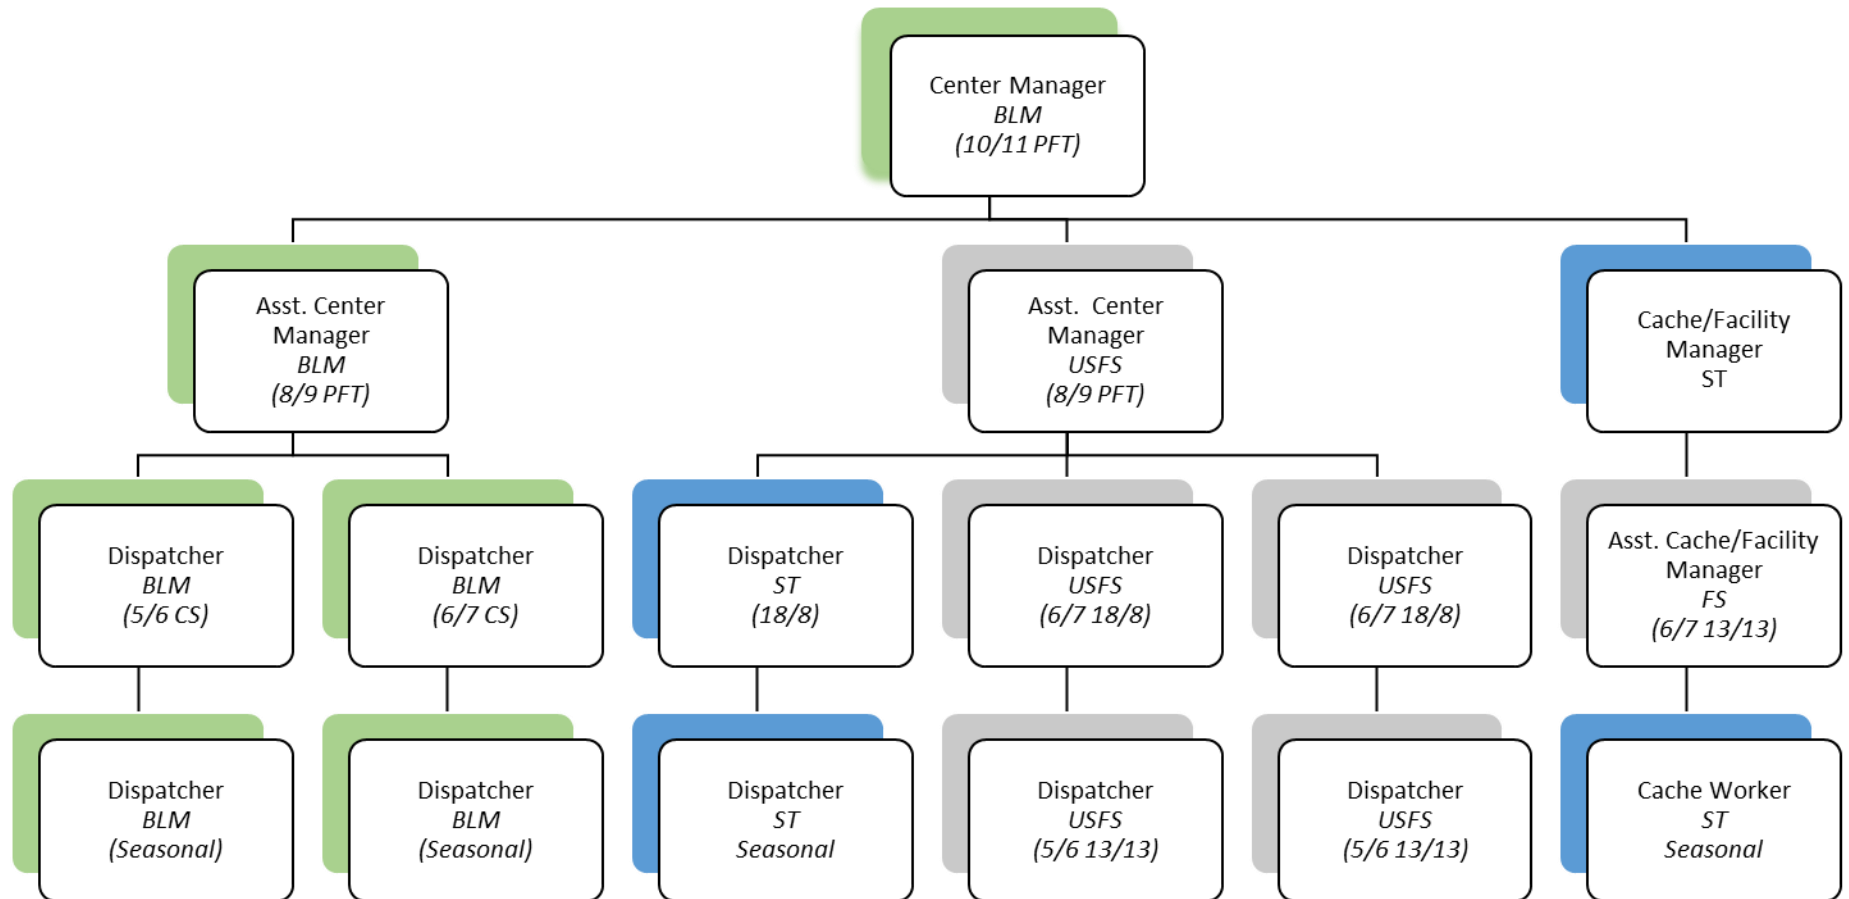 Center Manager
BLM
(10/11 PFT)
Asst. Center
Manager
BLM
(8/9 PFT)
Asst.  Center
Manager
USFS
(8/9 PFT)
Cache/Facility
Manager
ST
Dispatcher
BLM
(5/6 CS)
Dispatcher
BLM
(6/7 CS)
Dispatcher
ST
(18/8)
Dispatcher
USFS
(6/7 18/8)
Dispatcher
USFS
(6/7 18/8)
Asst. Cache/Facility
Manager
FS
(6/7 13/13)
Dispatcher
BLM
(Seasonal)
Dispatcher
BLM
(Seasonal)
Dispatcher
ST
Seasonal
Dispatcher
USFS
(5/6 13/13)
Dispatcher
USFS
(5/6 13/13)
Cache Worker
ST
Seasonal